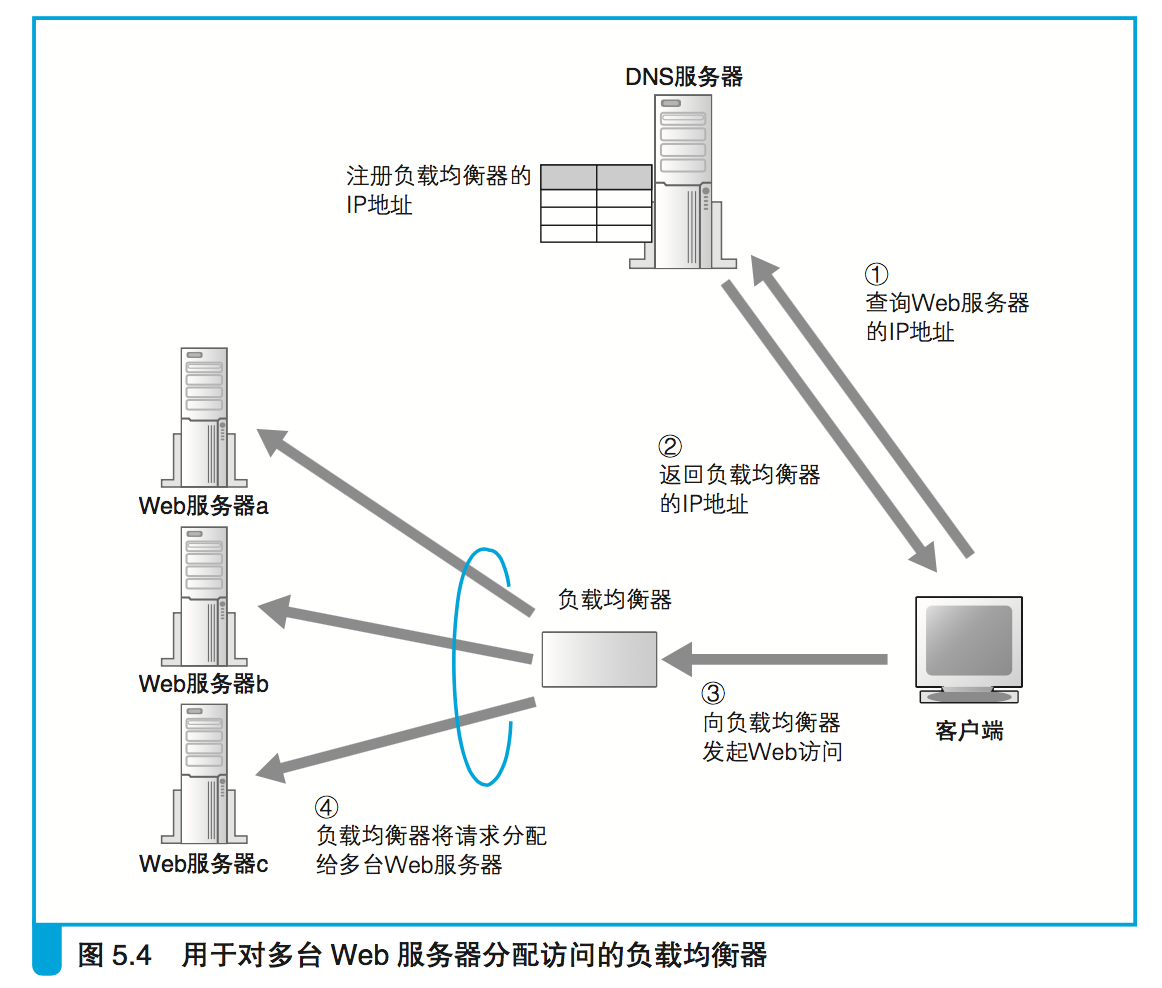 DNS服务器
注册负载均衡器的
IP地址
①
查询Web服务器
的IP地址
②
返回负载均衡器
的IP地址
Web服务器a
负载均衡器
Web服务器b
③
向负载均衡器
发起Web访问
客户端
④
负载均衡器将请求分配
给多台Web服务器
Web服务器c
图 5.4 用于对多台 Web 服务器分配访问的负载均衡器